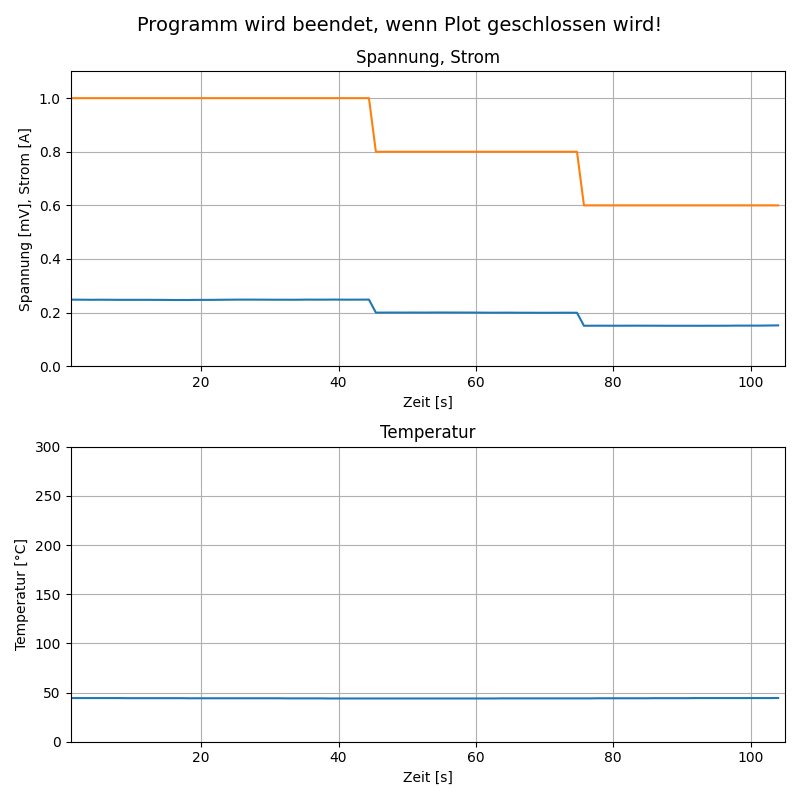 Programm wird beendet, wenn Plot geschlossen wird!
Spannung, Strom
Spannung [mV], Strom [A]
1.0
0.8
0.6
0.4
0.2
0.0
20 40 60 80 100
Zeit [s]
Temperatur
Temperatur [°C]
300
250
200
150
100
50
0
20 40 60 80 100
Zeit [s]